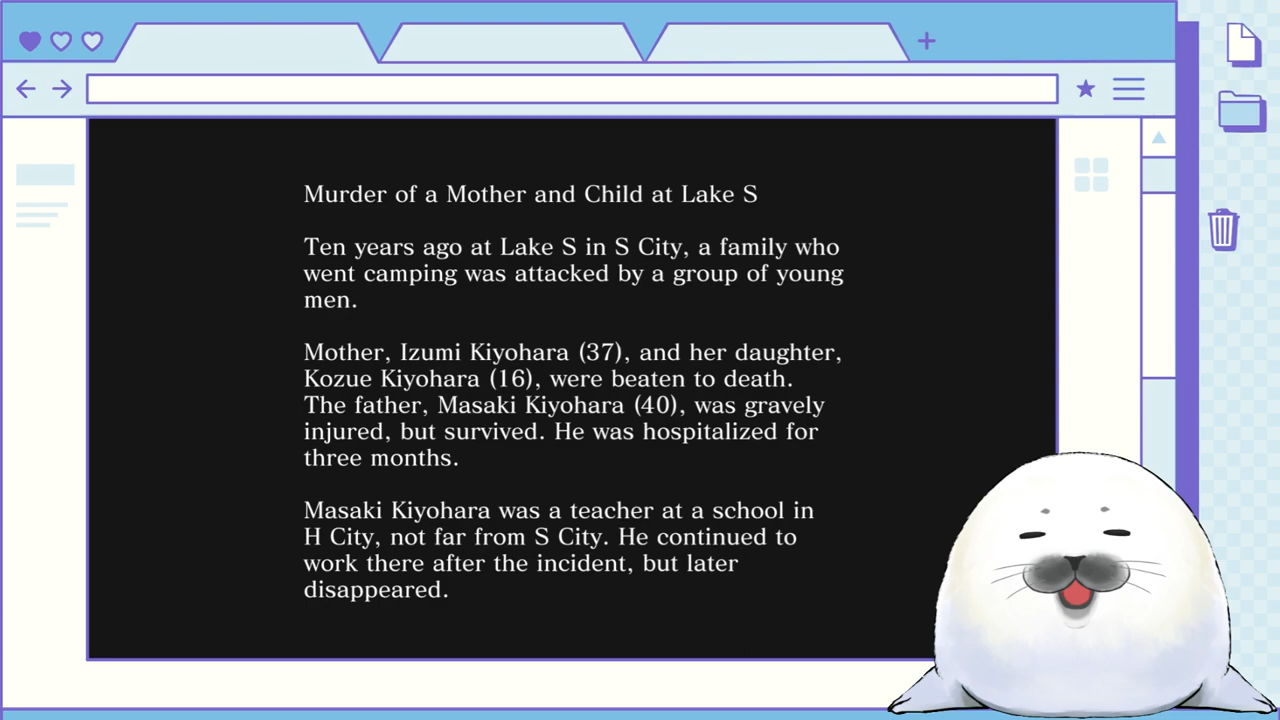 Murder of a Mother and Child at Lake S
Ten years ago at Lake S in S City, a family who
went camping was attacked by a group of young
men.
Mother, Izumi Kiyohara (37), and her daughter,
Kozue Kiyohara (16), were beaten to death.
The father, Masaki Kiyohara (40), was gravely
injured, but survived. He was hospitalized for
three months.
Masaki Kiyohara was a teacher at a school in
H City, not far from S City. He continued to
work there after the incident, but later
disappeared.